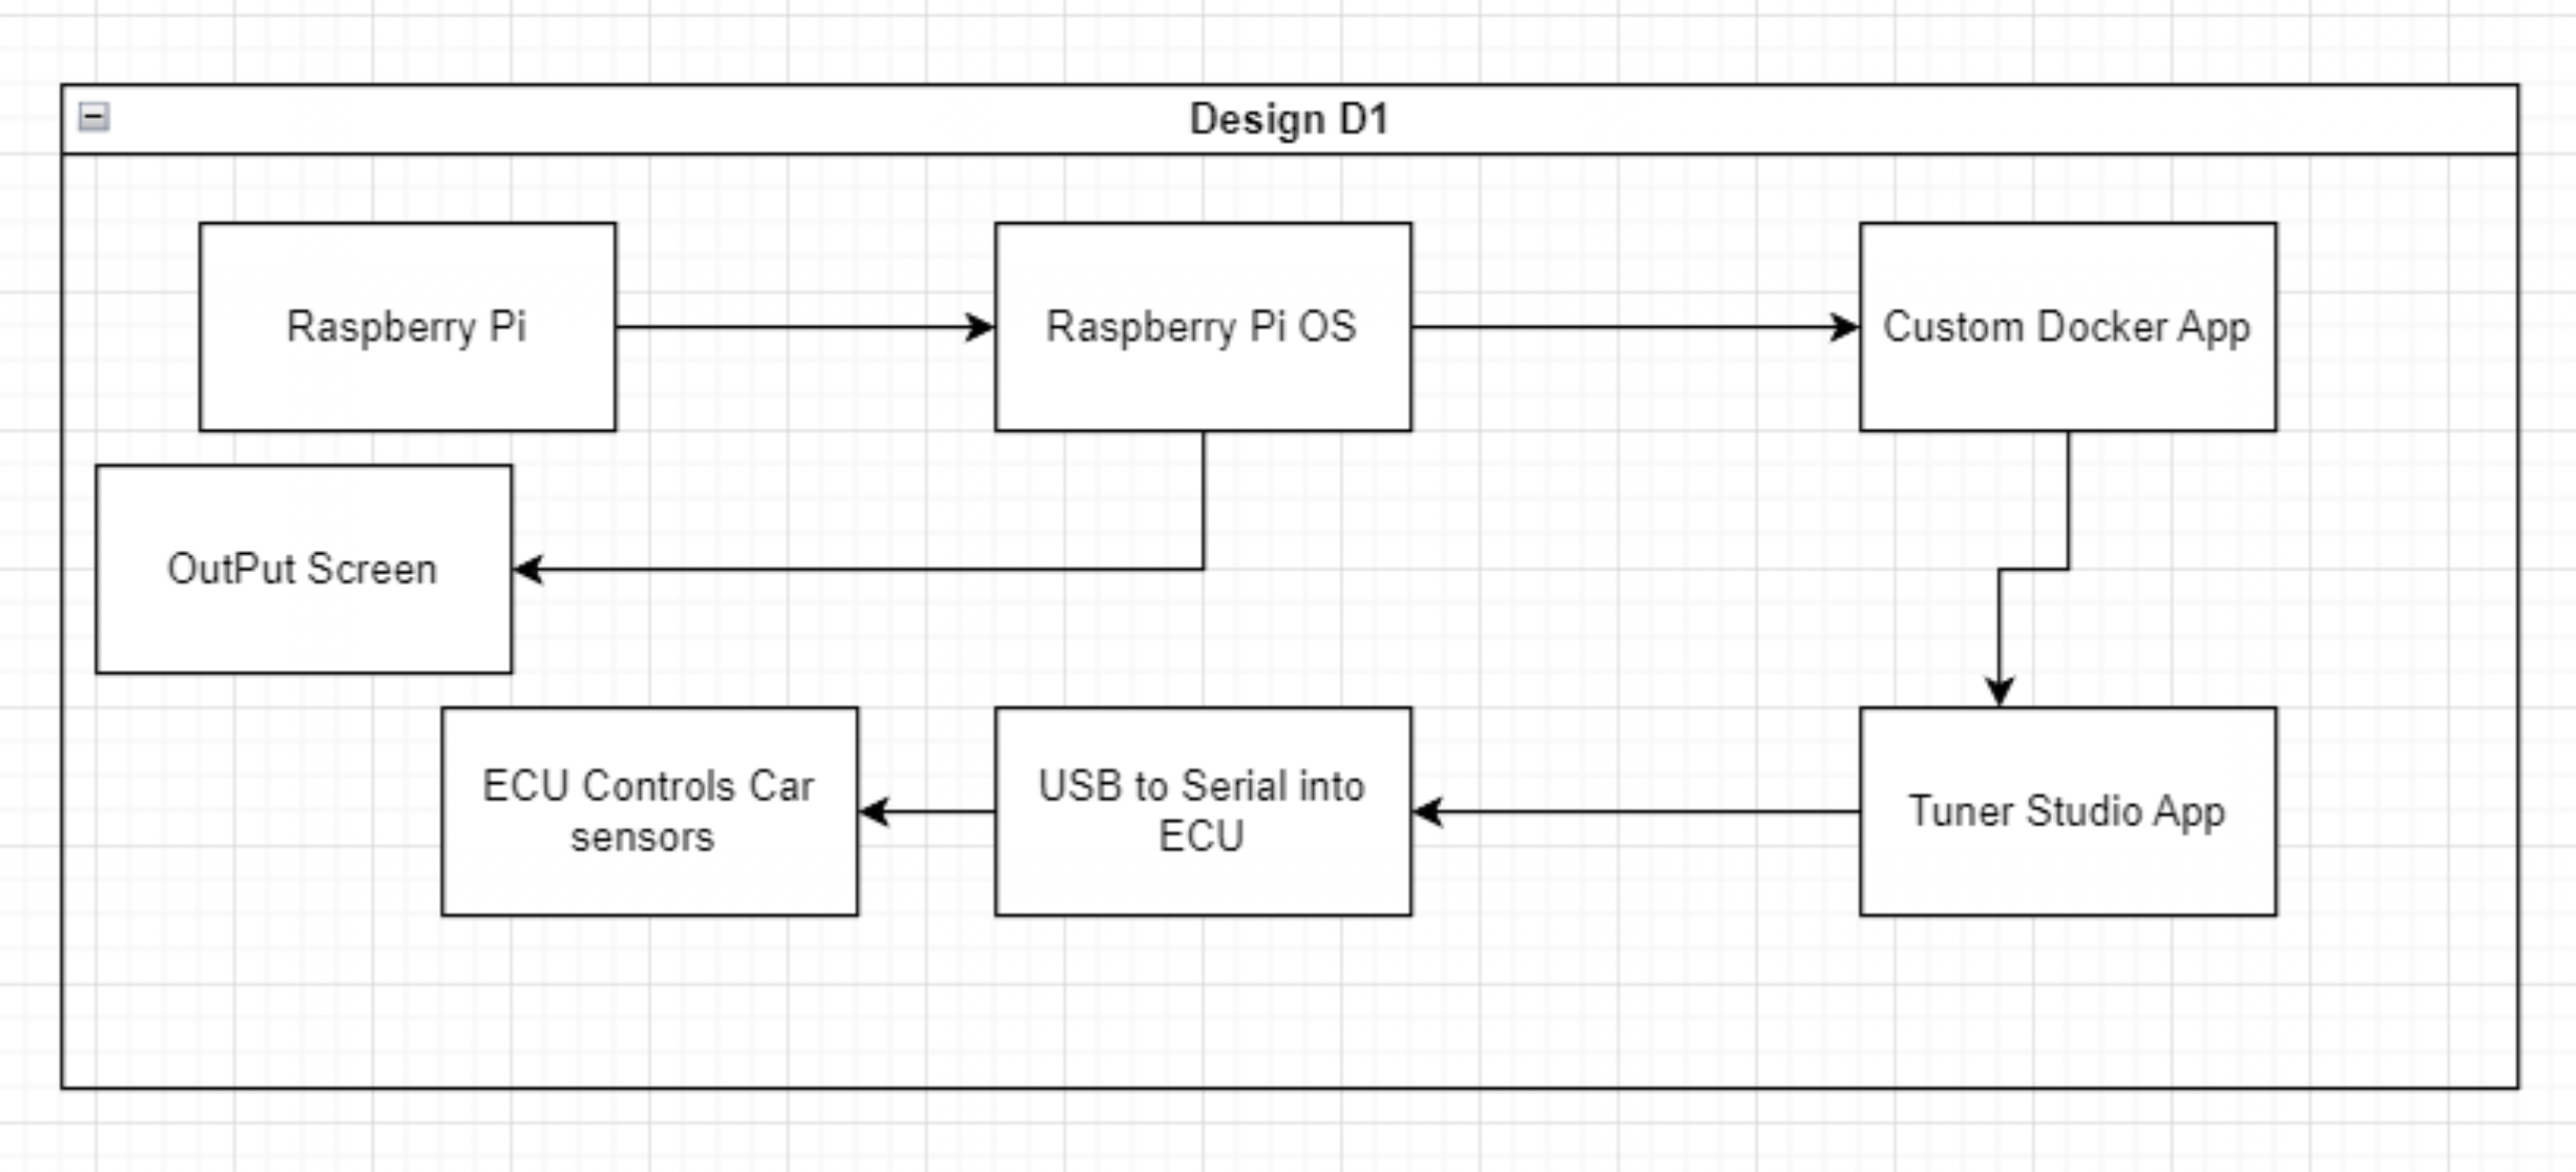 Design D1
Raspberry Pi
Raspberry Pi OS
Custom Docker App
OutPut Screen
ECU Controls Car
sensors
USB to Serial into
ECU
Tuner Studio App